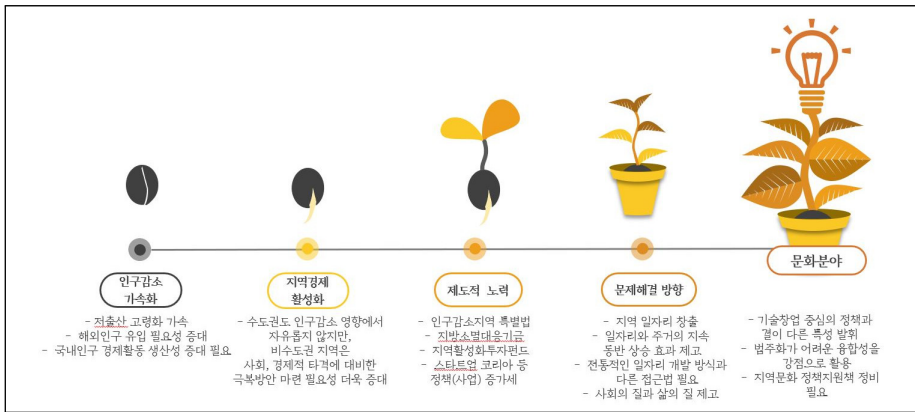 인구감소
가속화
- 저출산 고령화 가속
- 해외인구 유입 필요성 증대
- 국내인구 경제활동 생산성 증대 필요
지역경제
활성화
- 수도권도 인구감소 영향에서
자유롭지 않지만,
비수도권 지역은
사회, 경제적 타격에 대비한
극복방안 마련 필요성 더욱 증대
제도적 노력
- 인구감소지역 특별법
- 지방소멸대응기금
- 지역활성화투자펀드
- 스타트업 코리아 등
정책(사업) 증가세
문제해결 방향
- 지역 일자리 창출
- 일자리와 주거의 지속
동반 상승 효과 제고
- 전통적인 일자리 개발 방식과
다른 접근법 필요
- 사회의 질과 삶의 질 제고
문화분야
- 기술창업 중심의 정책과
결이 다른 특성 발휘
- 범주화가 어려운 융합성을
강점으로 활용
- 지역문화 정책지원책 정비
필요